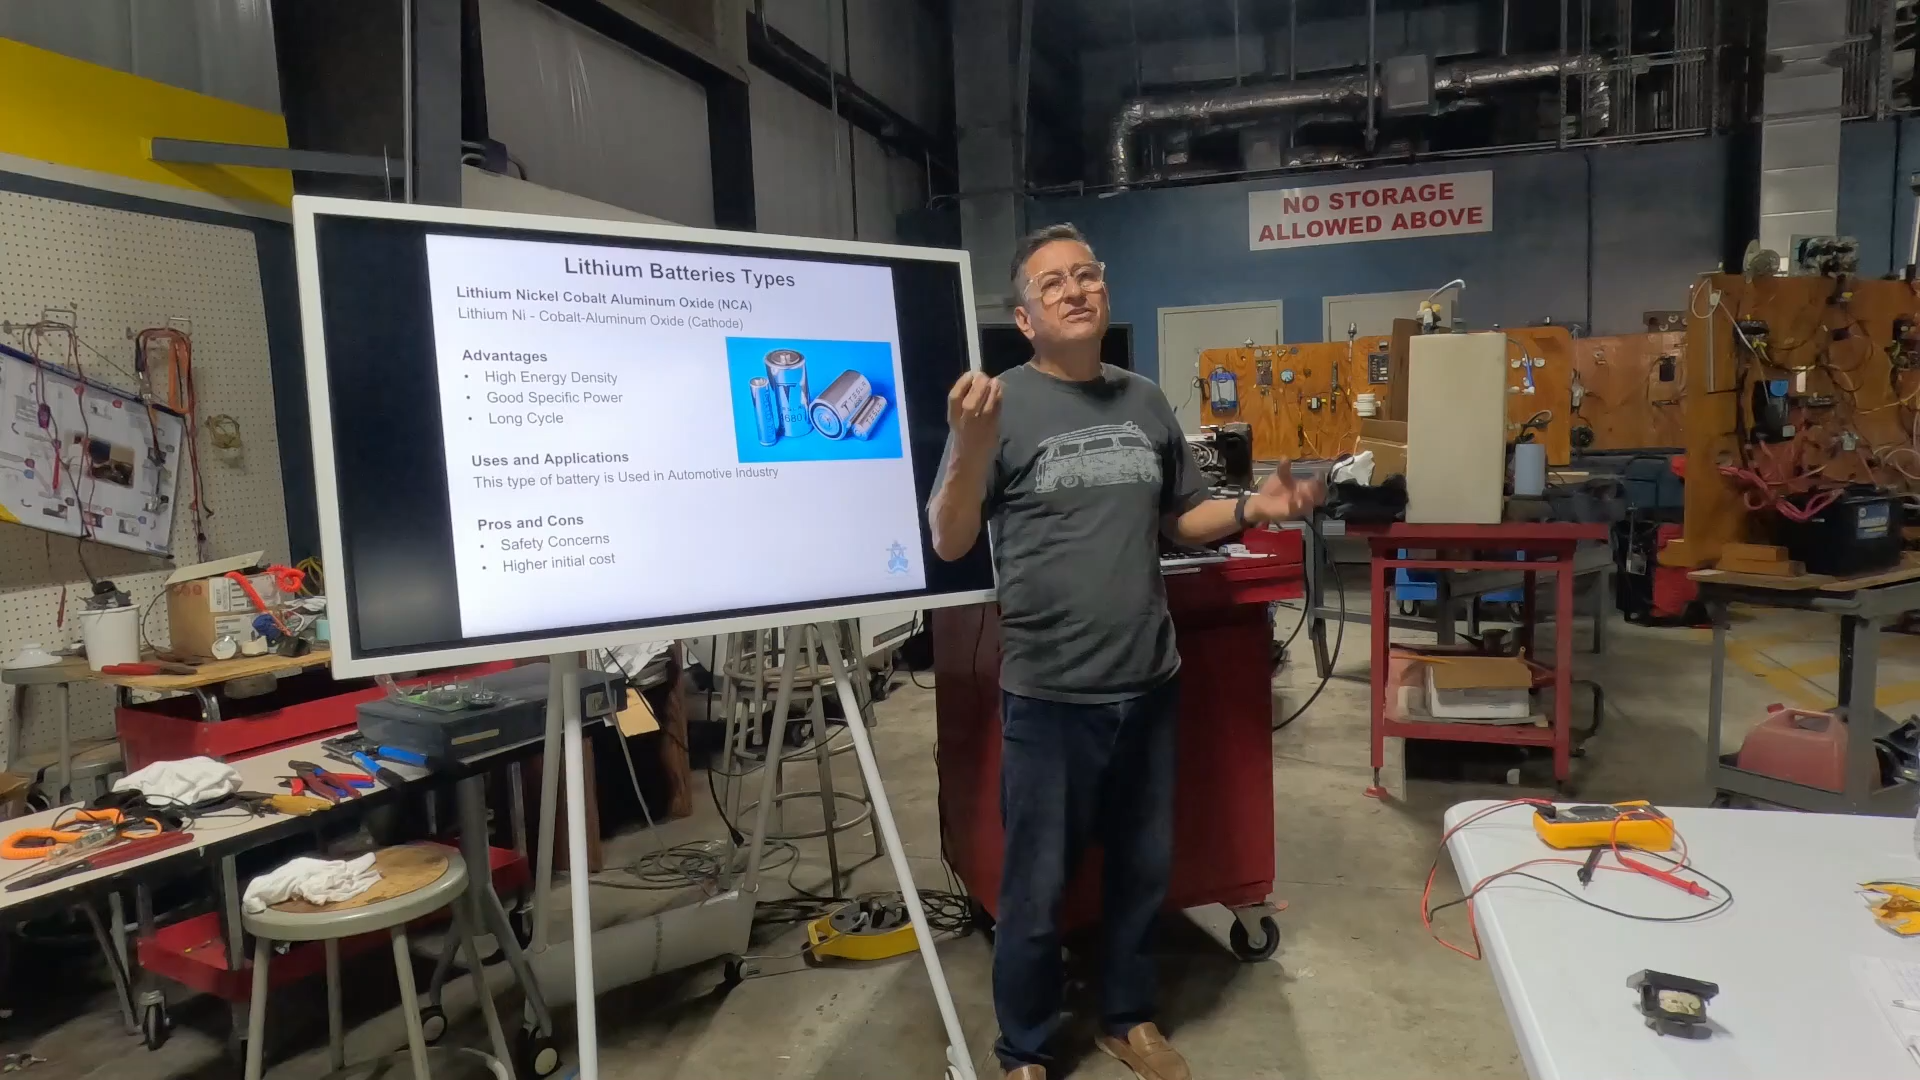 Lithium Batteries Types
Lithium Nickel Cobalt Aluminum Oxide (NCA)
Lithium Ni - Cobalt-Aluminum Oxide (Cathode)
Advantages
• High Energy Density
• Good Specific Power
• Long Cycle
TESLA
Uses and Applications
This type of battery is Used in Automotive Industry
Pros and Cons
• Safety Concerns
• Higher initial cost
NO STORAGE
ALLOWED ABOVE